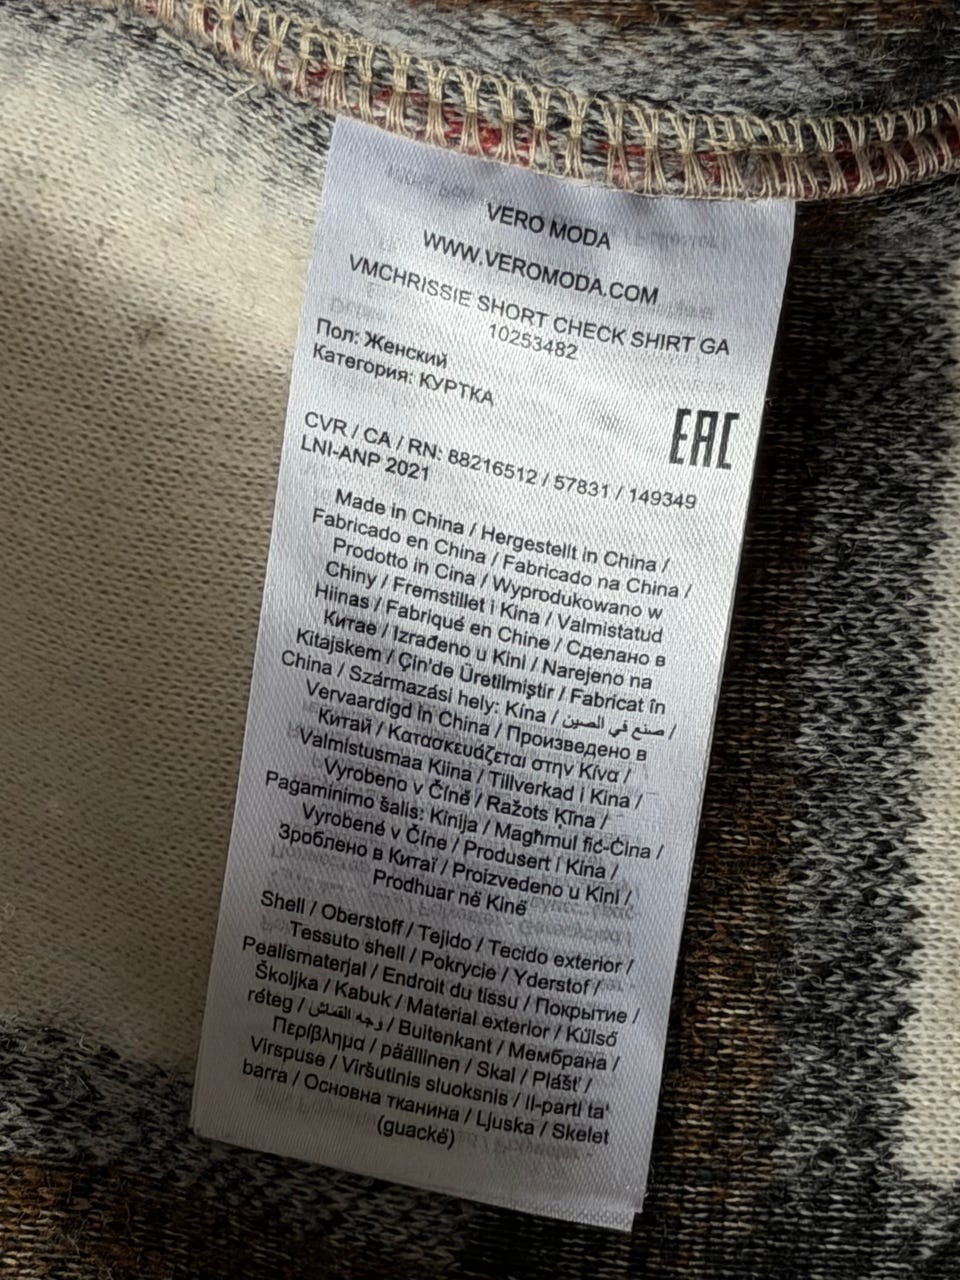 VERO MODA
WWW.VEROMODA.COM
VMCHRISSIE SHORT CHECK SHIRT GA
10253482
Пол: Женский
Категория: КУРТКА
EAC
CVR / CA / RN: 88216512 / 57831 / 149349
LNI-ANP 2021
Made in China / Hergestellt in China /
Fabricado en China / Fabricado na China /
Prodotto in Cina / Wyprodukowano w
Chiny / Fremstillet i Kina / Valmistatud
Hiinas / Fabriqué en Chine / Сделано в
Китае / Izrađeno u Kini / Narejeno na
Kitajskem / Çin'de Üretilmiştir / Fabricat în
China / Származási hely: Kína / صنع في الصين /
Vervaardigd in China / Произведено в
Китай / Κατασκευάζεται στην Κίνα /
Valmistusmaa Kiina / Tillverkad i Kina /
Vyrobeno v Číně / Ražots Ķīna /
Pagaminimo šalis: Kinija / Magħmul fiċ-Ċina /
Vyrobené v Číne / Produsert i Kina /
Зроблено в Китаї / Proizvedeno u Kini /
Prodhuar në Kinë
Shell / Oberstoff / Tejido / Tecido exterior /
Tessuto shell / Pokrycie / Yderstof /
Pealismaterjal / Endroit du tissu / Покрытие /
Školjka / Kabuk / Material exterior / Külső
réteg / وجه القماش / Buitenkant / Мембрана /
Περίβλημα / päällinen / Skal / Plášť /
Virspuse / Viršutinis sluoksnis / Il-parti ta'
barra / Основна тканина / Ljuska / Skelet
(guackë)